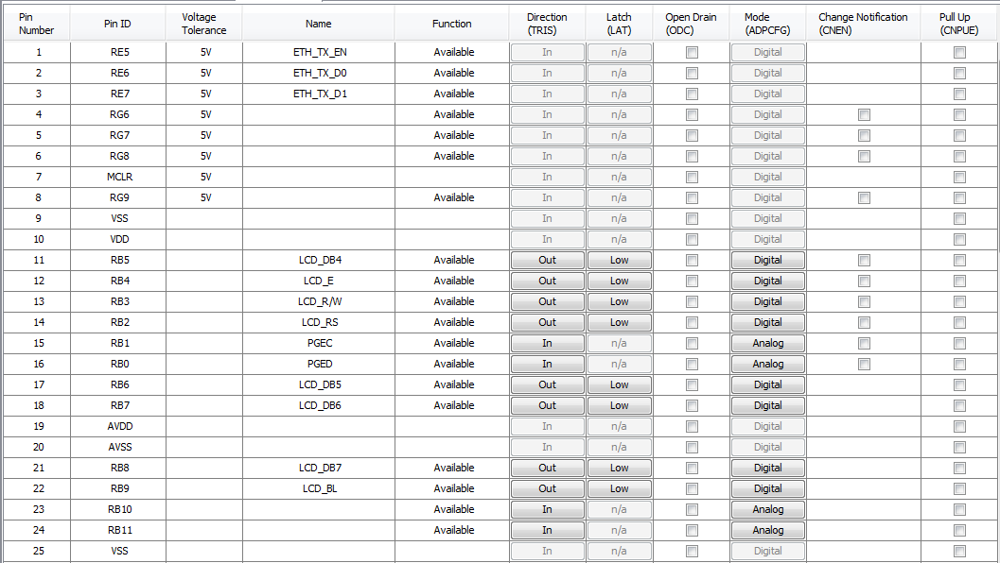 Pin Number Pin ID Voltage Tolerance Name Function Direction (TRIS) Latch (LAT) Open Drain (ODC) Mode (ADPCFG) Change Notification (CNEN) Pull Up (CNPUE)
1 RE5 5V ETH_TX_EN Available In n/a Digital
2 RE6 5V ETH_TX_D0 Available In n/a Digital
3 RE7 5V ETH_TX_D1 Available In n/a Digital
4 RG6 5V Available In n/a Digital
5 RG7 5V Available In n/a Digital
6 RG8 5V Available In n/a Digital
7 MCLR 5V In n/a Digital
8 RG9 5V Available In n/a Digital
9 VSS In n/a Digital
10 VDD In n/a Digital
11 RB5 LCD_DB4 Available Out Low Digital
12 RB4 LCD_E Available Out Low Digital
13 RB3 LCD_R/W Available Out Low Digital
14 RB2 LCD_RS Available Out Low Digital
15 RB1 PGEC Available In n/a Analog
16 RB0 PGED Available In n/a Analog
17 RB6 LCD_DB5 Available Out Low Digital
18 RB7 LCD_DB6 Available Out Low Digital
19 AVDD In n/a Digital
20 AVSS In n/a Digital
21 RB8 LCD_DB7 Available Out Low Digital
22 RB9 LCD_BL Available Out Low Digital
23 RB10 Available In n/a Analog
24 RB11 Available In n/a Analog
25 VSS In n/a Digital